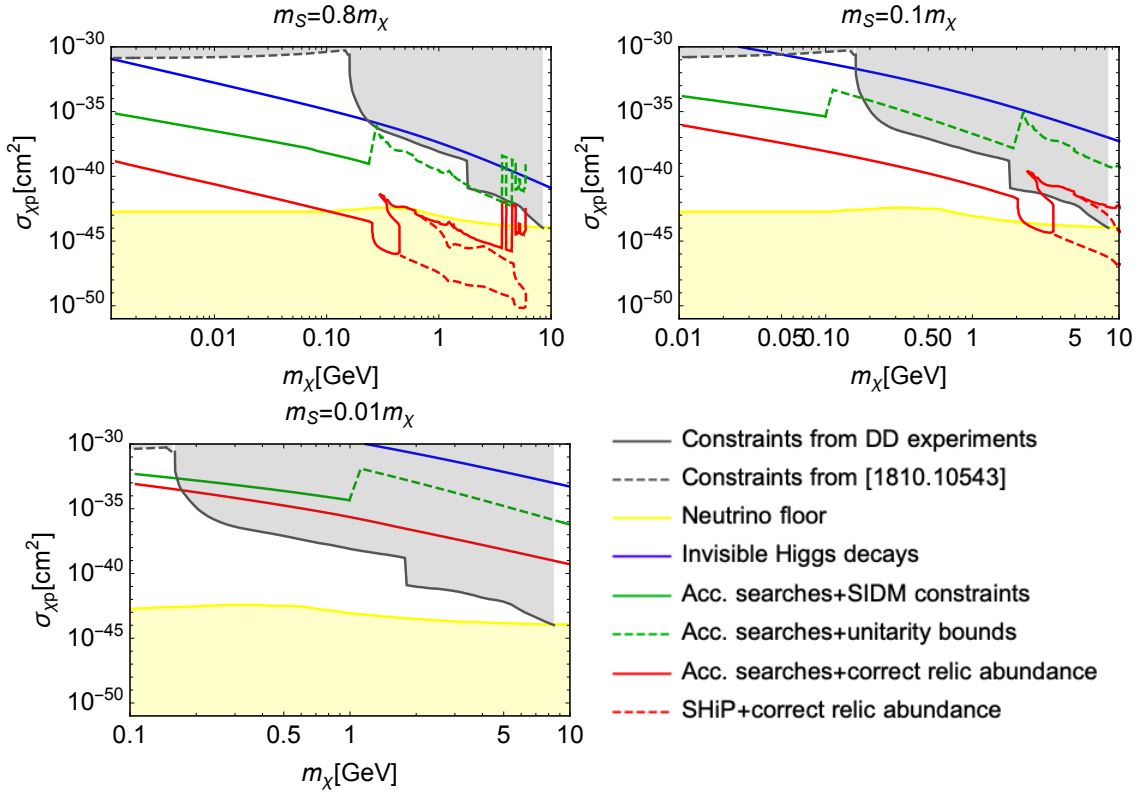 m_S=0.8m_χ
10^−30
10^−35
10^−40
10^−45
10^−50
σ_χp[cm^2]
0.01 0.10 1 10
m_χ[GeV]
m_S=0.1m_χ
10^−30
10^−35
10^−40
10^−45
10^−50
σ_χp[cm^2]
0.01 0.05 0.10 0.50 1 5 10
m_χ[GeV]
m_S=0.01m_χ
10^−30
10^−35
10^−40
10^−45
10^−50
σ_χp[cm^2]
0.1 0.5 1 5 10
m_χ[GeV]
Constraints from DD experiments
Constraints from [1810.10543]
Neutrino floor
Invisible Higgs decays
Acc. searches+SIDM constraints
Acc. searches+unitarity bounds
Acc. searches+correct relic abundance
SHiP+correct relic abundance